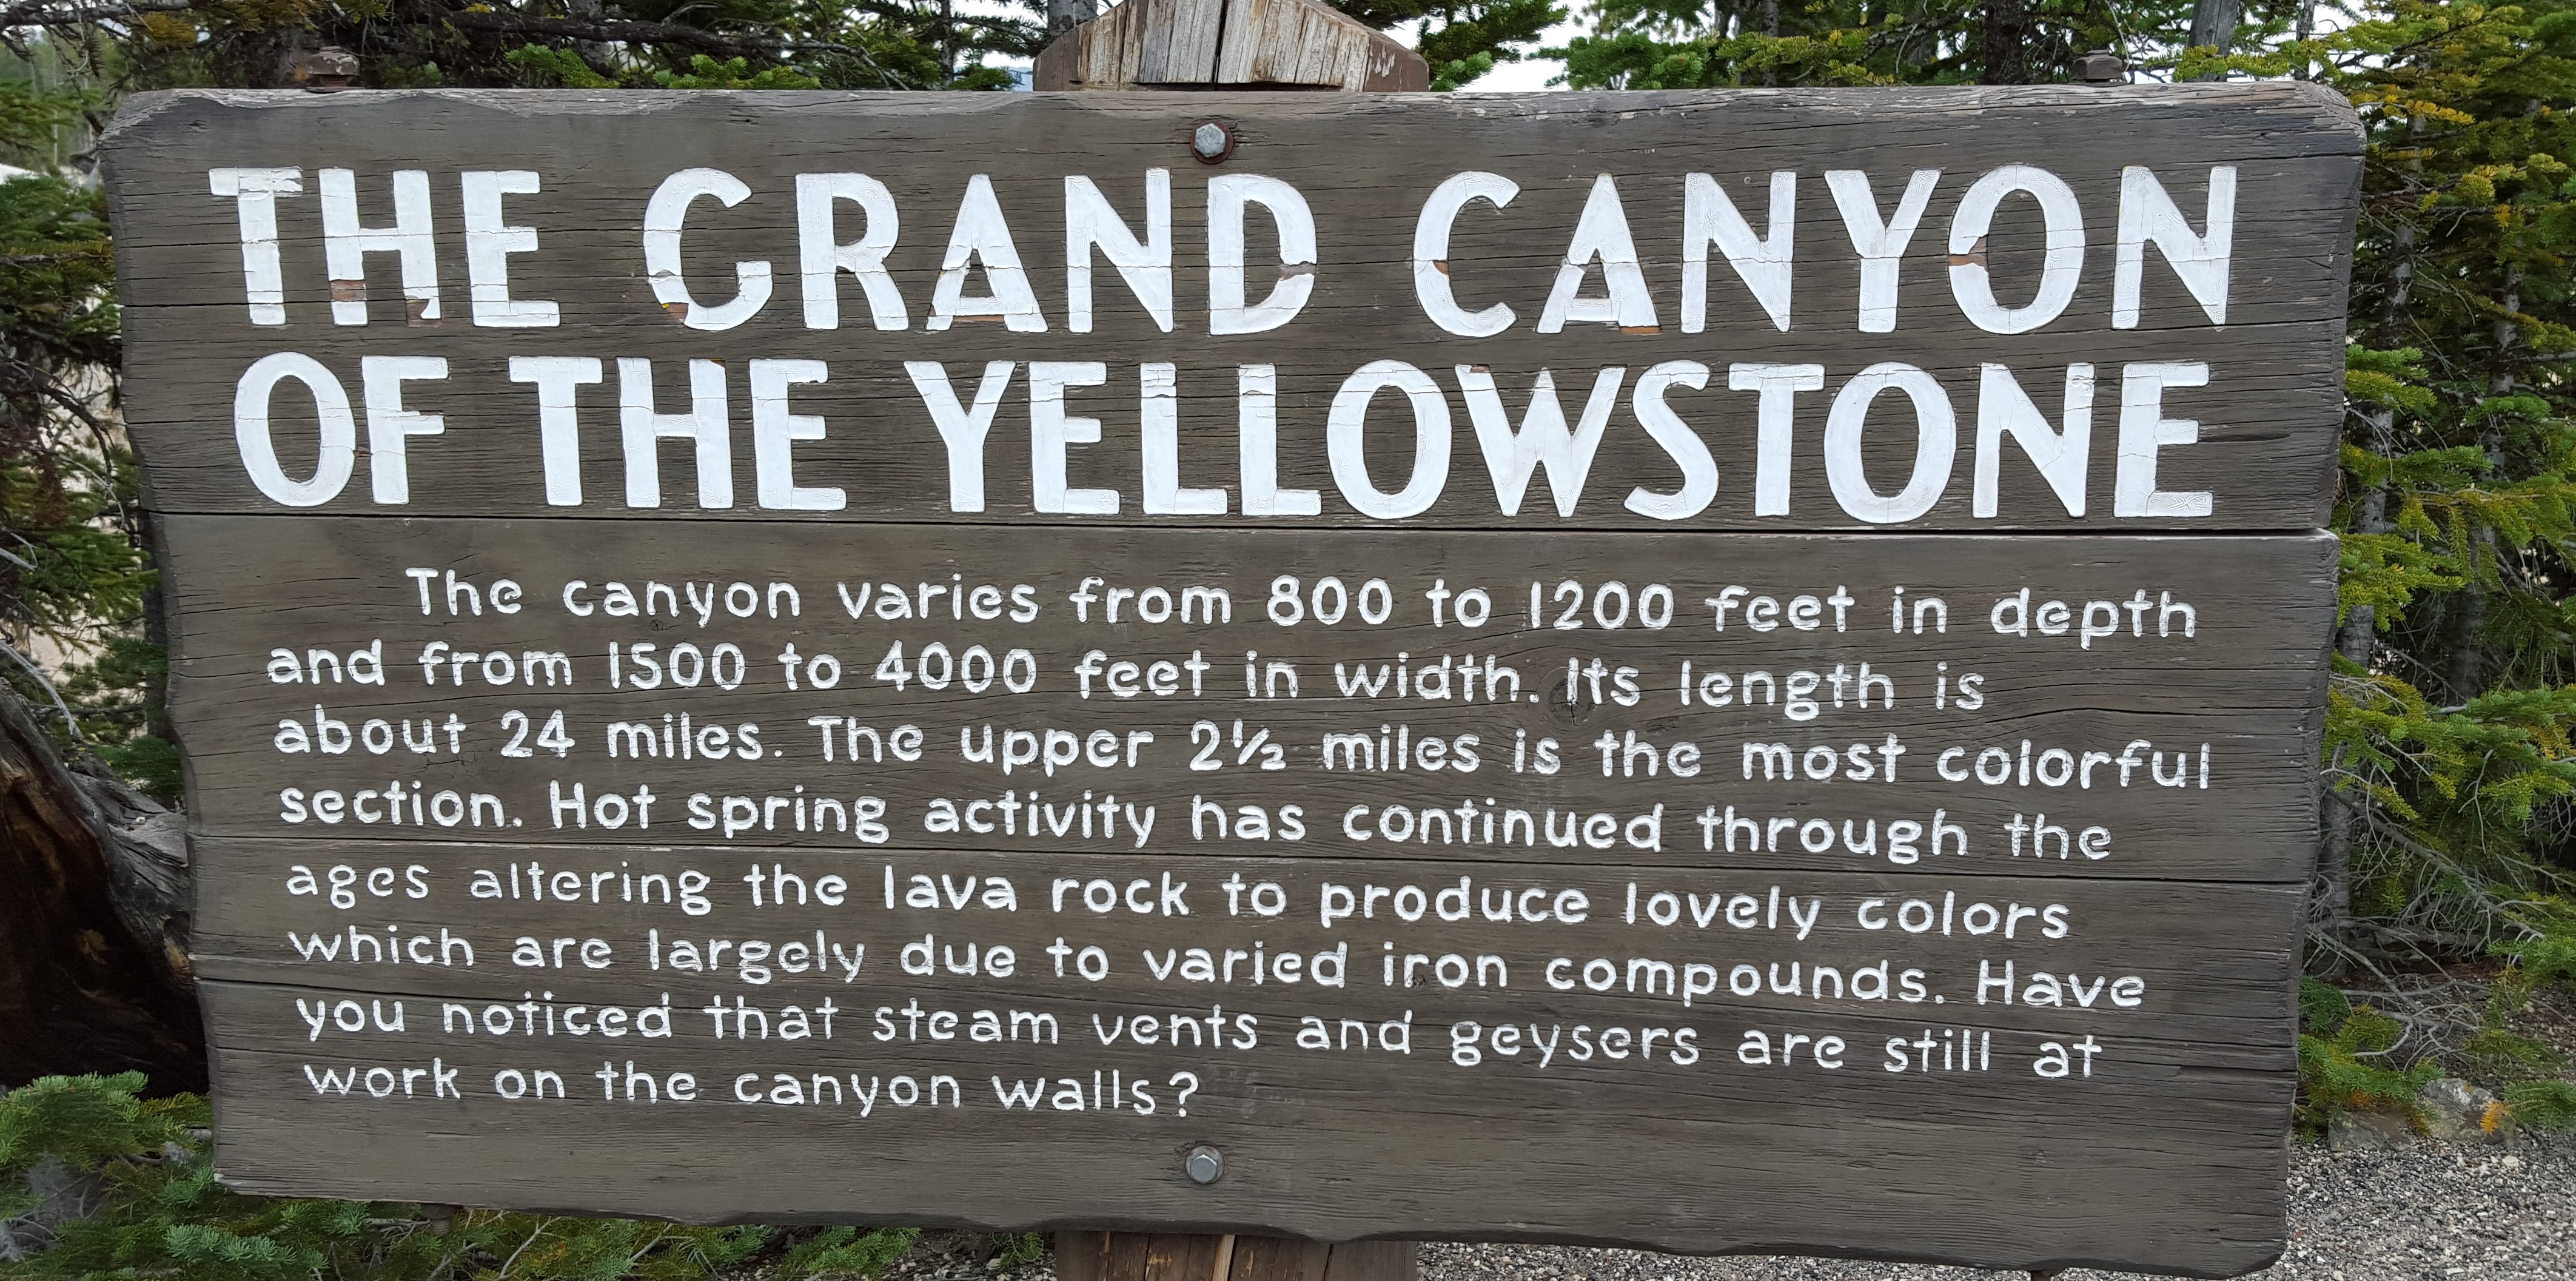 THE GRAND CANYON
OF THE YELLOWSTONE
The canyon varies from 800 to 1200 feet in depth
and from 1500 to 4000 feet in width. Its length is
about 24 miles. The upper 2½ miles is the most colorful
section. Hot spring activity has continued through the
ages altering the lava rock to produce lovely colors
which are largely due to varied iron compounds. Have
you noticed that steam vents and geysers are still at
work on the canyon walls?